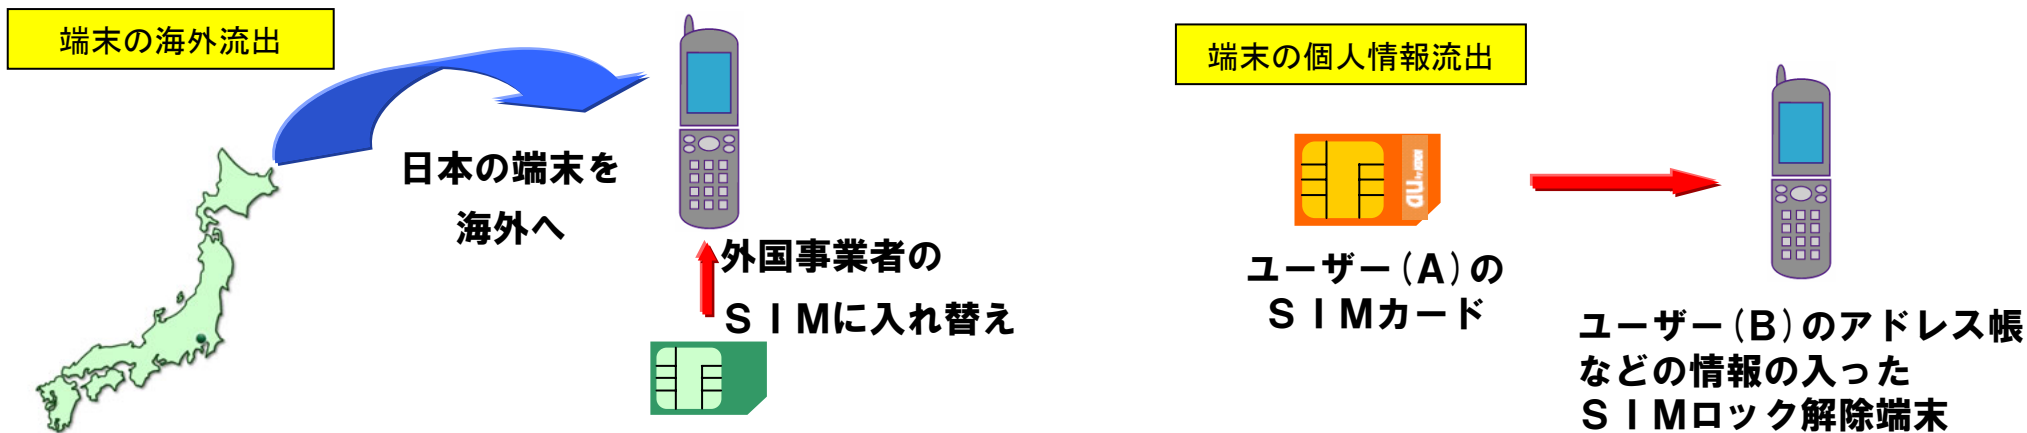 端末の海外流出
日本の端末を
海外へ
外国事業者の
SIMに入れ替え
端末の個人情報流出
au by KDDI
ユーザー(A)の
SIMカード
ユーザー(B)のアドレス帳
などの情報の入った
SIMロック解除端末